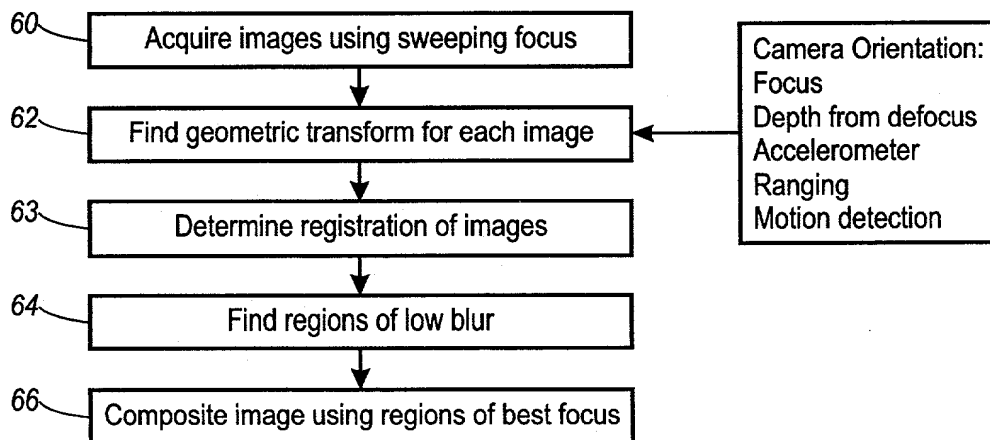 60
Acquire images using sweeping focus
62
Find geometric transform for each image
63
Determine registration of images
64
Find regions of low blur
66
Composite image using regions of best focus
Camera Orientation:
Focus
Depth from defocus
Accelerometer
Ranging
Motion detection